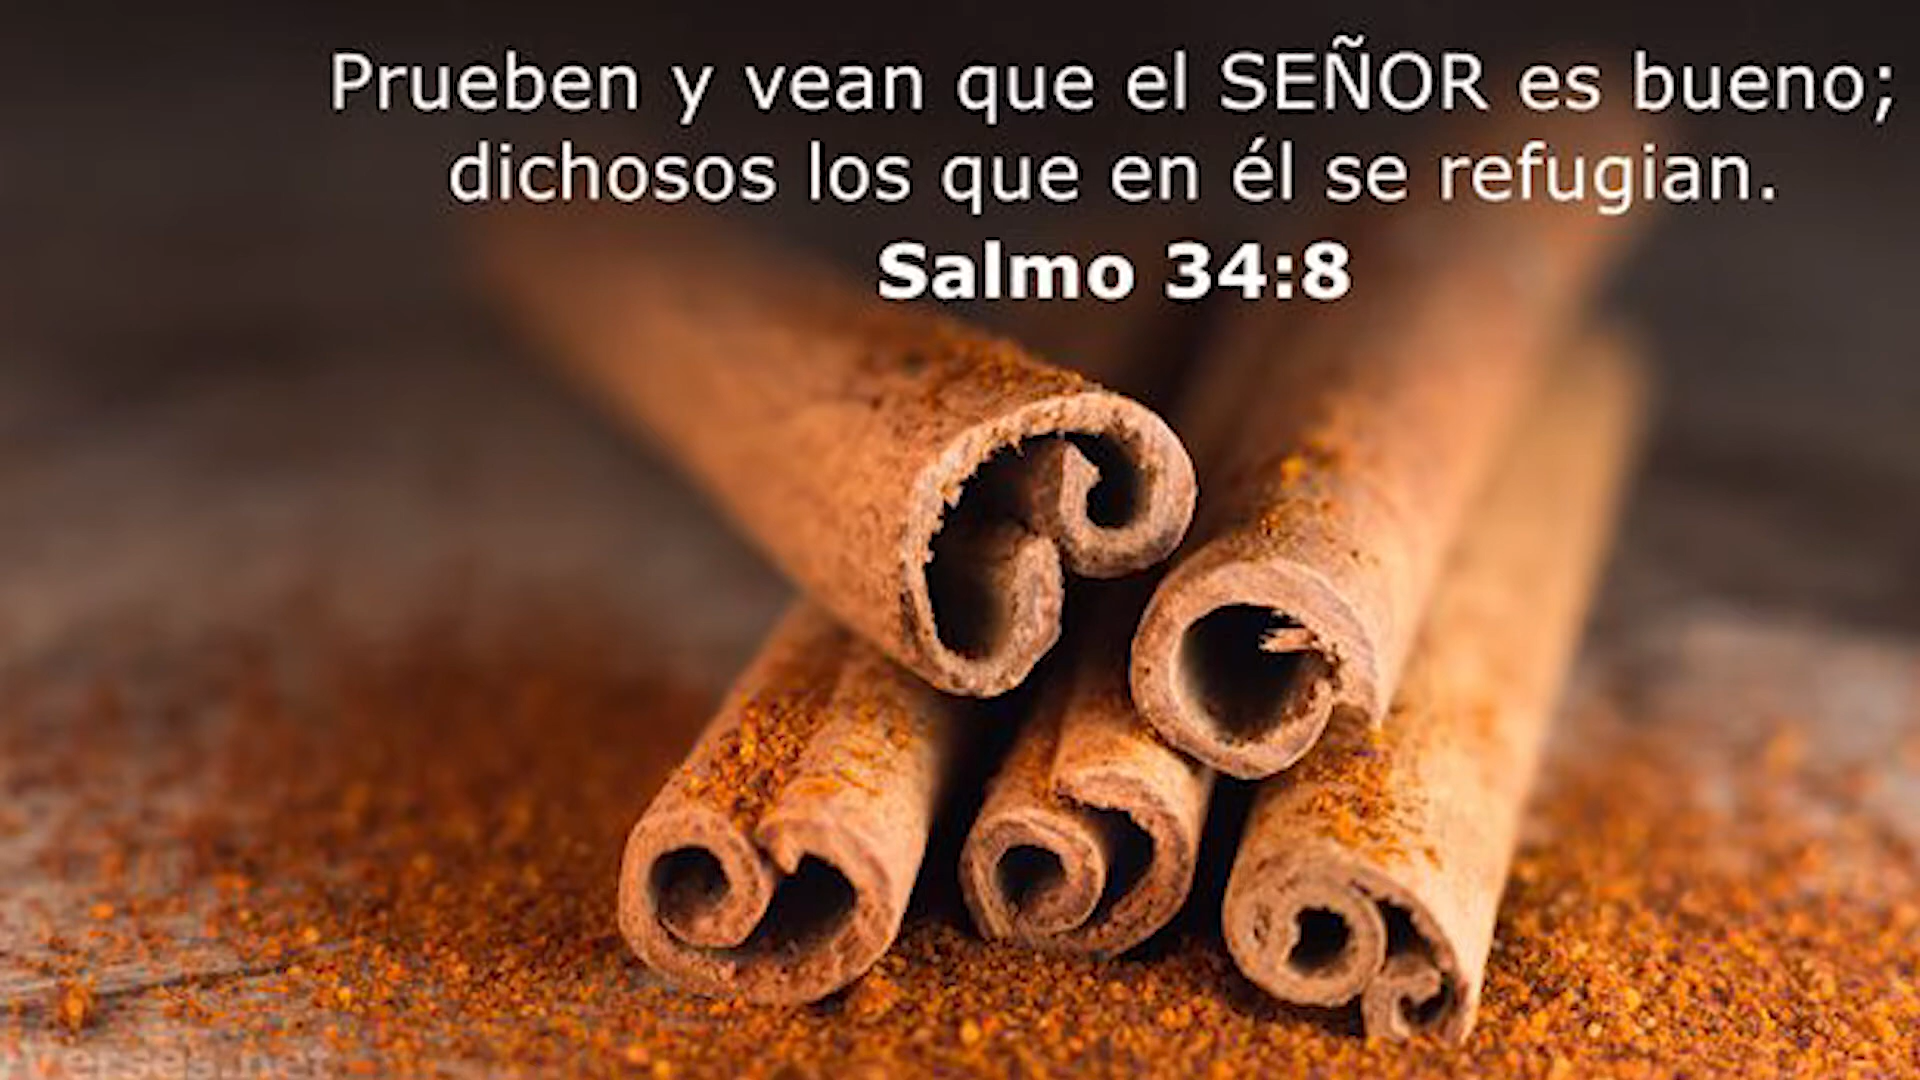 Prueben y vean que el SEÑOR es bueno;
dichosos los que en él se refugian.
Salmo 34:8